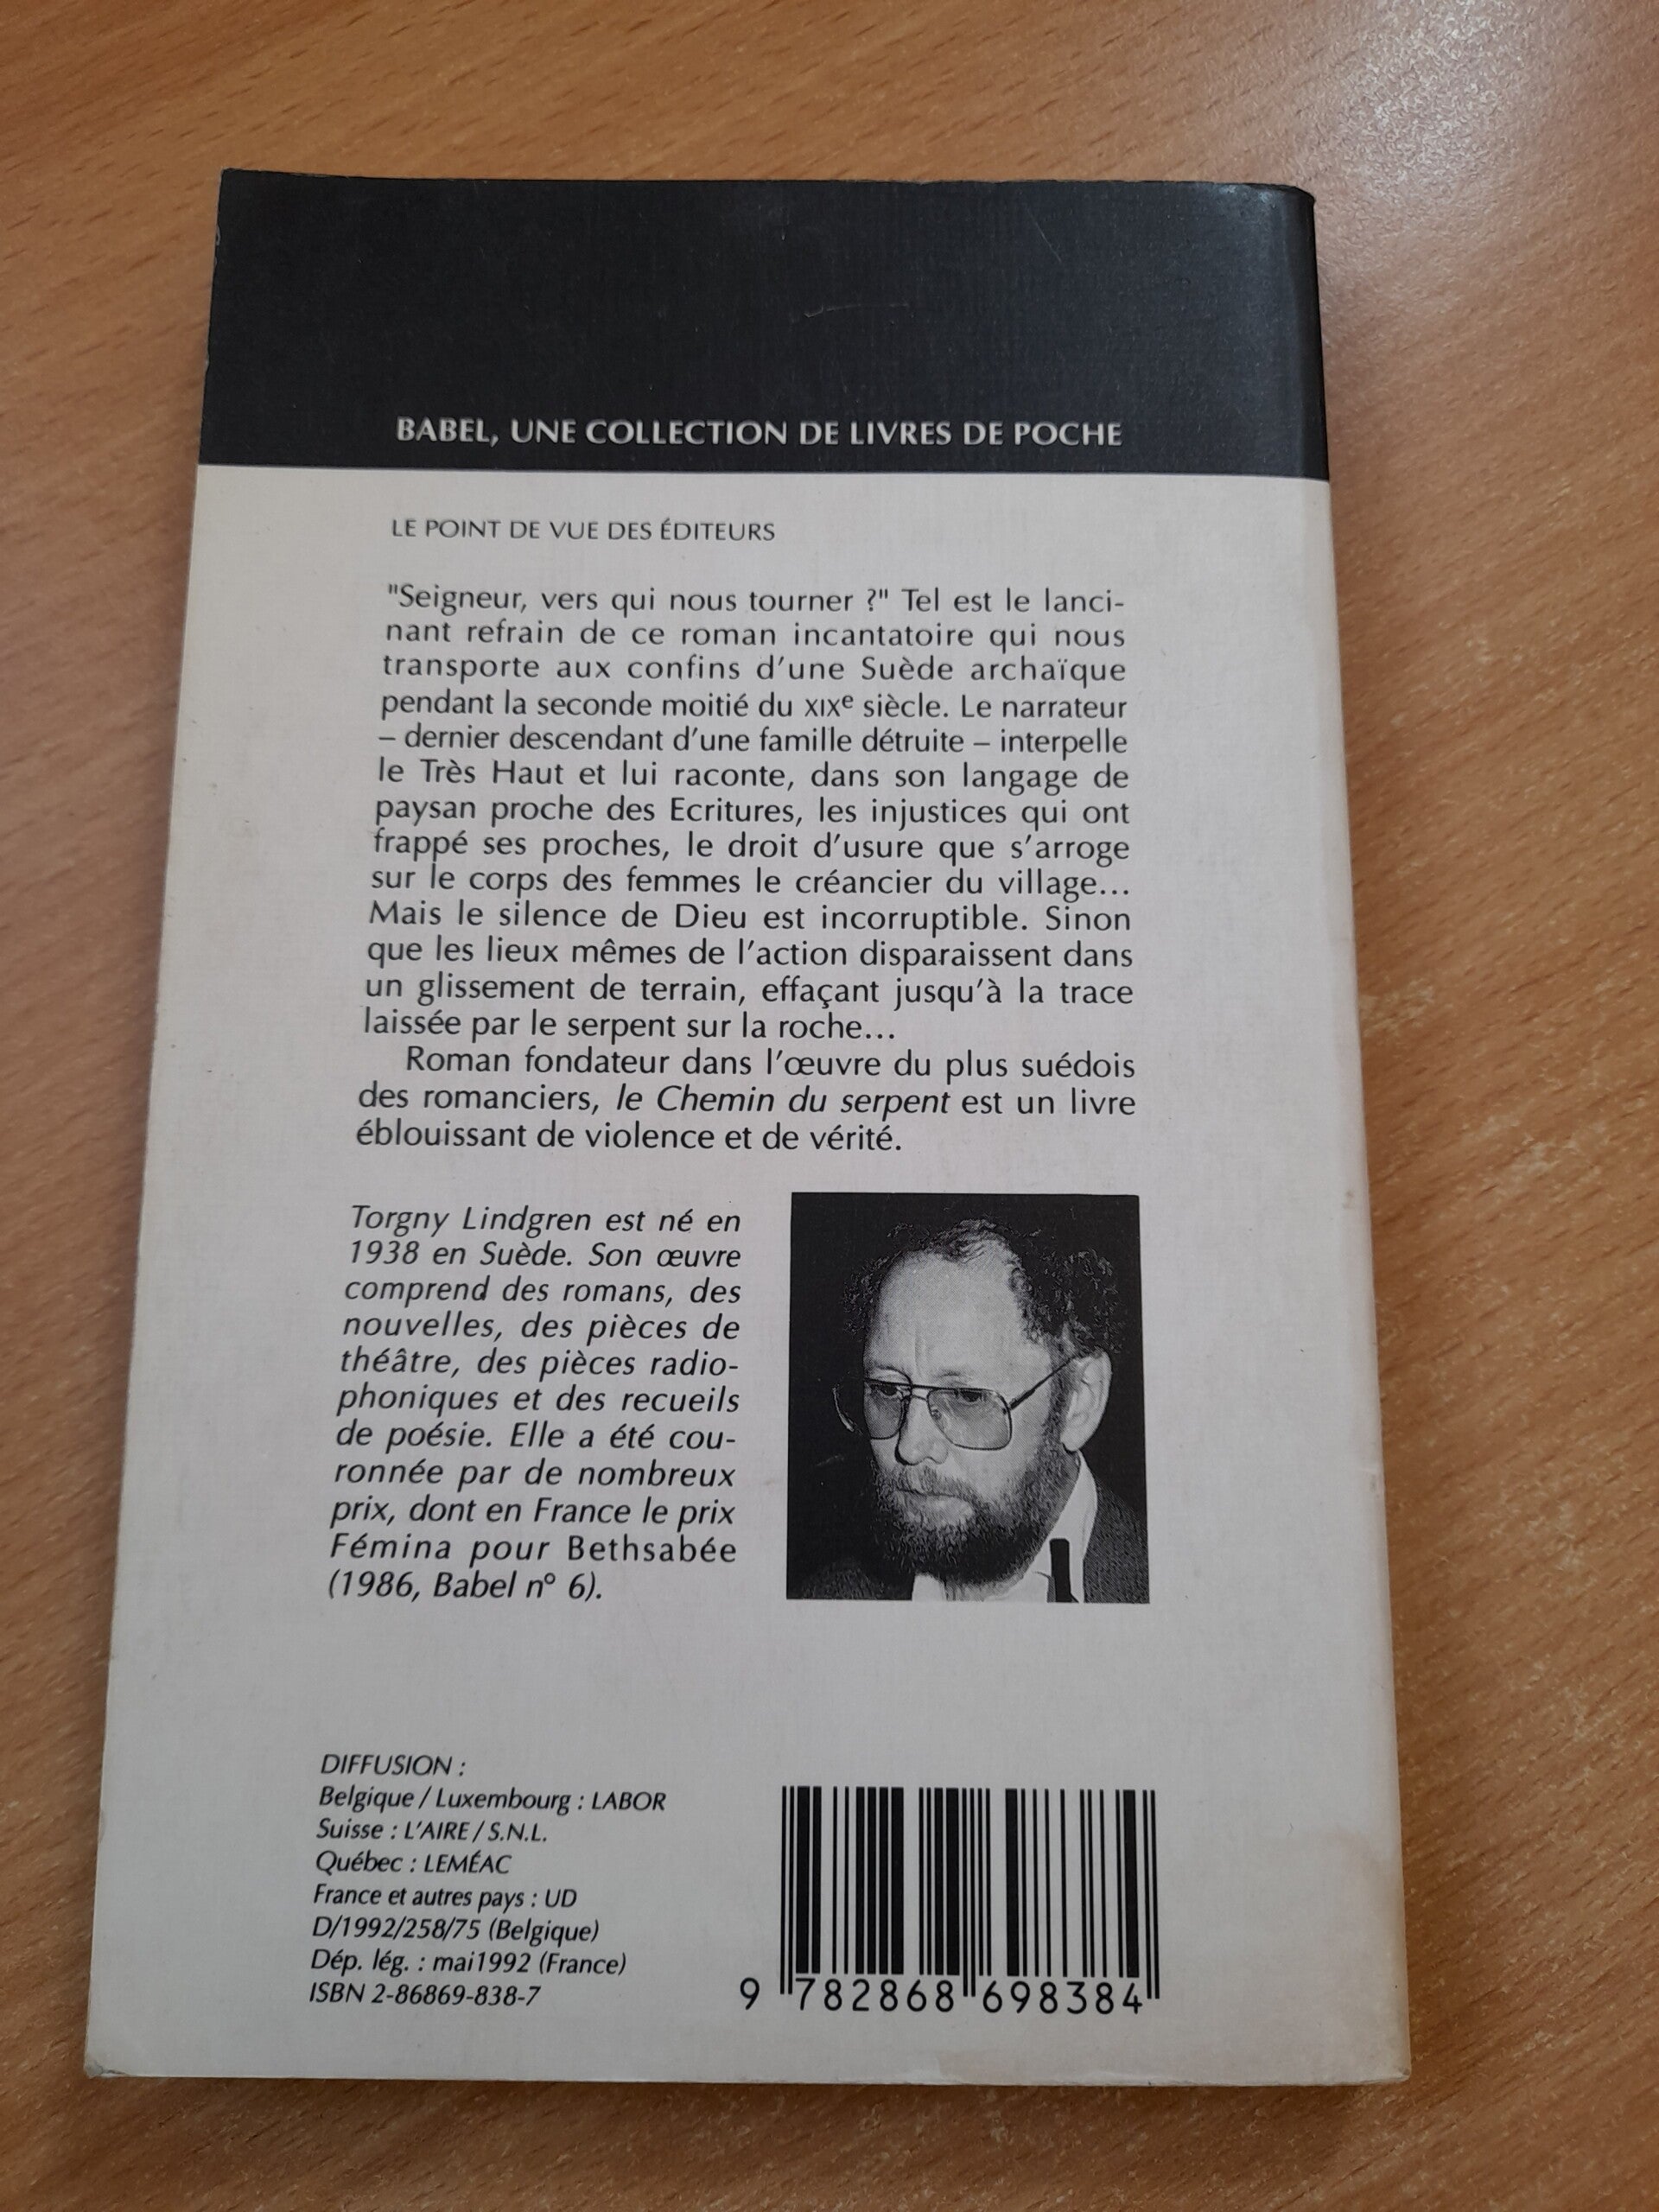 BABEL, UNE COLLECTION DE LIVRES DE POCHE
LE POINT DE VUE DES ÉDITEURS
"Seigneur, vers qui nous tourner ?" Tel est le lanci-
nant refrain de ce roman incantatoire qui nous
transporte aux confins d'une Suède archaïque
pendant la seconde moitié du XIXe siècle. Le narrateur
– dernier descendant d'une famille détruite – interpelle
le Très Haut et lui raconte, dans son langage de
paysan proche des Ecritures, les injustices qui ont
frappé ses proches, le droit d'usure que s'arroge
sur le corps des femmes le créancier du village...
Mais le silence de Dieu est incorruptible. Sinon
que les lieux mêmes de l'action disparaissent dans
un glissement de terrain, effaçant jusqu'à la trace
laissée par le serpent sur la roche...
Roman fondateur dans l'œuvre du plus suédois
des romanciers, le Chemin du serpent est un livre
éblouissant de violence et de vérité.
Torgny Lindgren est né en
1938 en Suède. Son œuvre
comprend des romans, des
nouvelles, des pièces de
théâtre, des pièces radio-
phoniques et des recueils
de poésie. Elle a été cou-
ronnée par de nombreux
prix, dont en France le prix
Fémina pour Bethsabée
(1986, Babel n° 6).
DIFFUSION :
Belgique / Luxembourg : LABOR
Suisse : L'AIRE / S.N.L.
Québec : LEMÉAC
France et autres pays : UD
D/1992/258/75 (Belgique)
Dép. lég. : mai1992 (France)
ISBN 2-86869-838-7
9 782868 698384